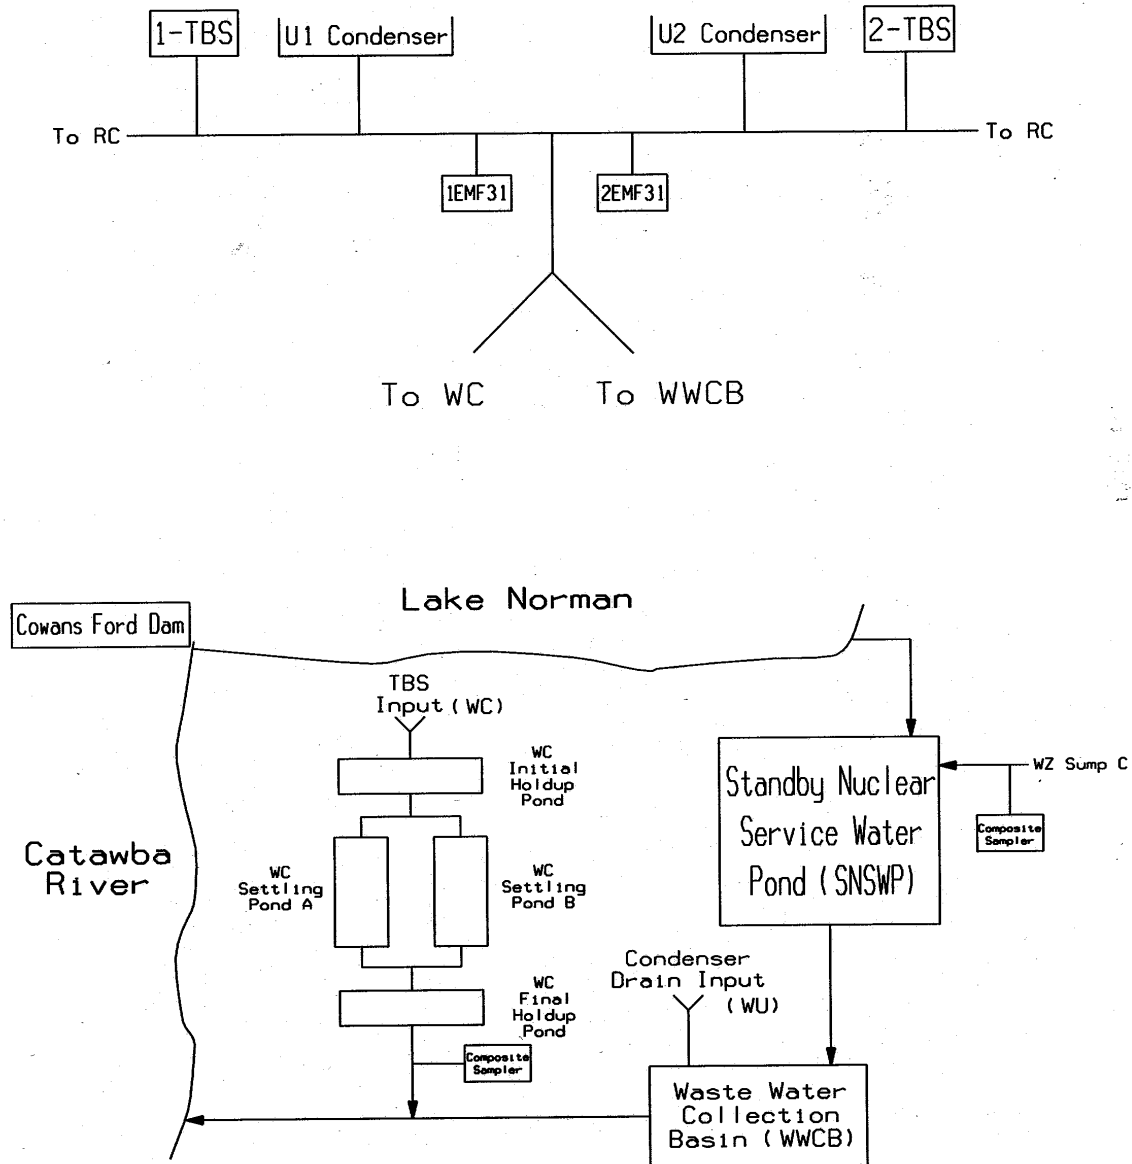 1-TBS
U1 Condenser
U2 Condenser
2-TBS
To RC
To RC
1EMF31
2EMF31
To WC
To WWCB
Lake Norman
Cowans Ford Dam
TBS
Input (WC)
WC
Initial
Holdup
Pond
WZ Sump C
Standby Nuclear
Service Water
Pond (SNSWP)
Composite
Sampler
Catawba
River
WC
Settling
Pond A
WC
Settling
Pond B
Condenser
Drain Input
(WU)
WC
Final
Holdup
Pond
Composite
Sampler
Waste Water
Collection
Basin (WWCB)